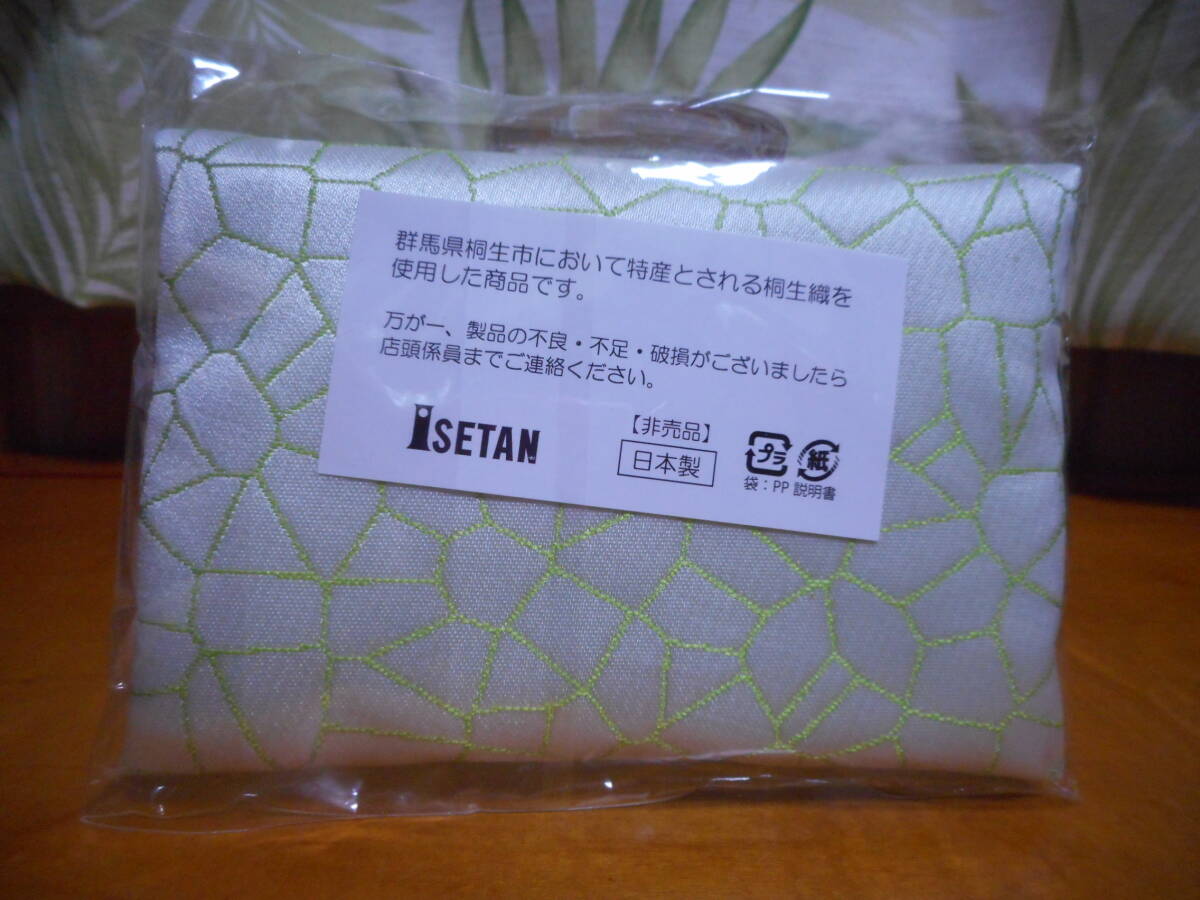 群馬県桐生市において特産とされる桐生織を
使用した商品です。
万が一、製品の不良・不足・破損がございましたら
店頭係員までご連絡ください。
ISETAN
【非売品】
日本製
プラ 紙
袋：PP 説明書